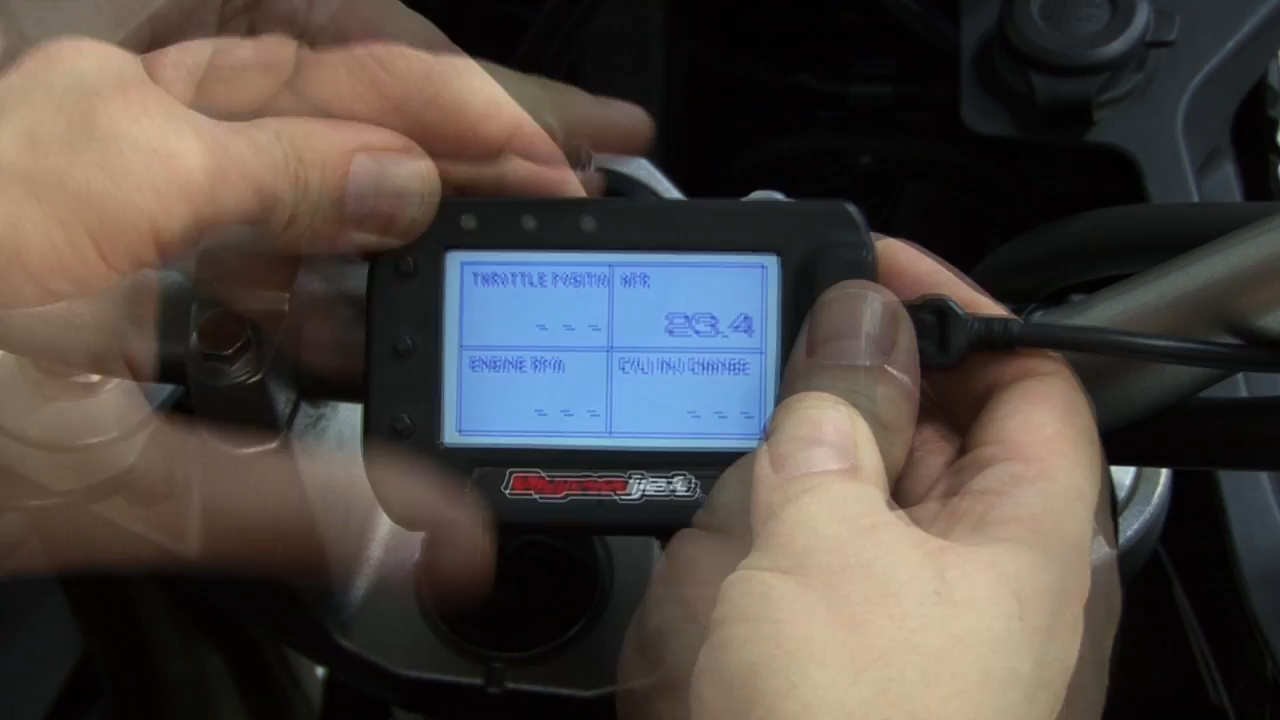 THROTTLE POSITIO AFR
- - - 23.4
ENGINE RPM CYL1 INJ CHANGE
- - - - - -
Dynojet